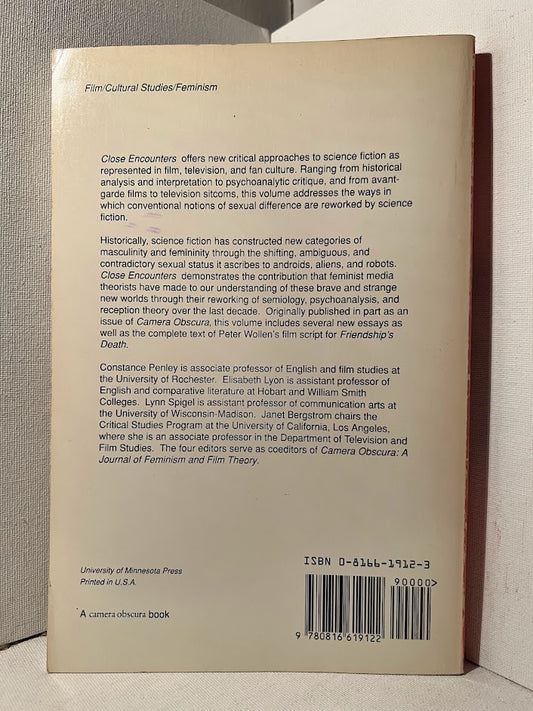 Film/Cultural Studies/Feminism
Close Encounters offers new critical approaches to science fiction as
represented in film, television, and fan culture. Ranging from historical
analysis and interpretation to psychoanalytic critique, and from avant-
garde films to television sitcoms, this volume addresses the ways in
which conventional notions of sexual difference are reworked by science
fiction.
Historically, science fiction has constructed new categories of
masculinity and femininity through the shifting, ambiguous, and
contradictory sexual status it ascribes to androids, aliens, and robots.
Close Encounters demonstrates the contribution that feminist media
theorists have made to our understanding of these brave and strange
new worlds through their reworking of semiology, psychoanalysis, and
reception theory over the last decade. Originally published in part as an
issue of Camera Obscura, this volume includes several new essays as
well as the complete text of Peter Wollen's film script for Friendship's
Death.
Constance Penley is associate professor of English and film studies at
the University of Rochester. Elisabeth Lyon is assistant professor of
English and comparative literature at Hobart and William Smith
Colleges. Lynn Spigel is assistant professor of communication arts at
the University of Wisconsin-Madison. Janet Bergstrom chairs the
Critical Studies Program at the University of California, Los Angeles,
where she is an associate professor in the Department of Television and
Film Studies. The four editors serve as coeditors of Camera Obscura: A
Journal of Feminism and Film Theory.
University of Minnesota Press
Printed in U.S.A.
A camera obscura book
ISBN 0-8166-1912-3
90000>
9 780816 619122